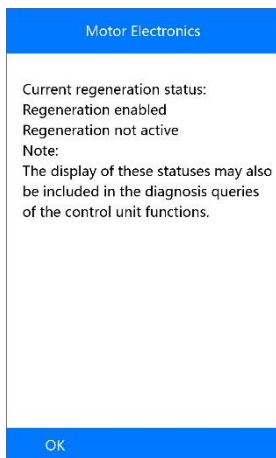 Motor Electronics
Current regeneration status:
Regeneration enabled
Regeneration not active
Note:
The display of these statuses may also
be included in the diagnosis queries
of the control unit functions.
OK